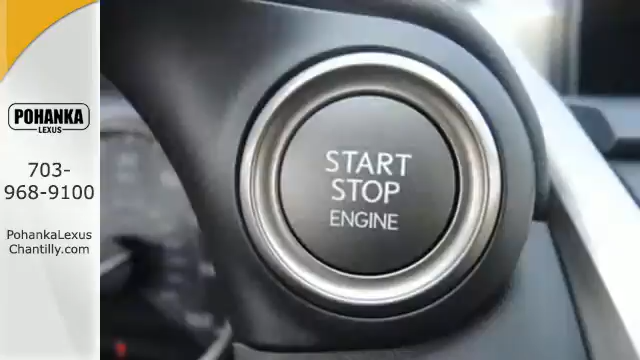 POHANKA
LEXUS
703-
968-9100
PohankaLexus
Chantilly.com
START
STOP
ENGINE